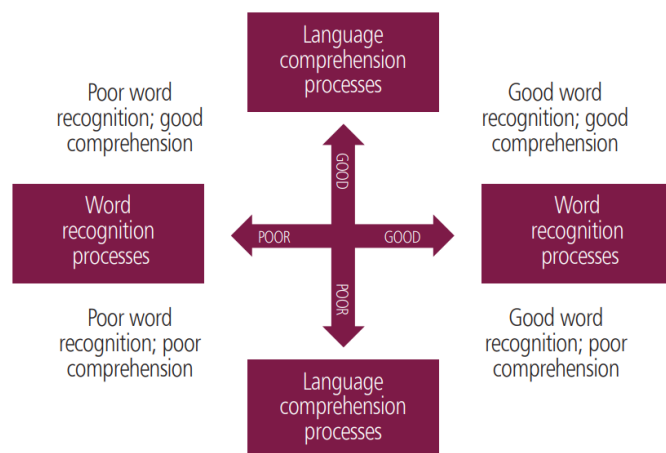 Language
comprehension
processes
Poor word
recognition; good
comprehension
Good word
recognition; good
comprehension
GOOD
Word
recognition
processes
POOR
GOOD
Word
recognition
processes
POOR
Poor word
recognition; poor
comprehension
Good word
recognition; poor
comprehension
Language
comprehension
processes